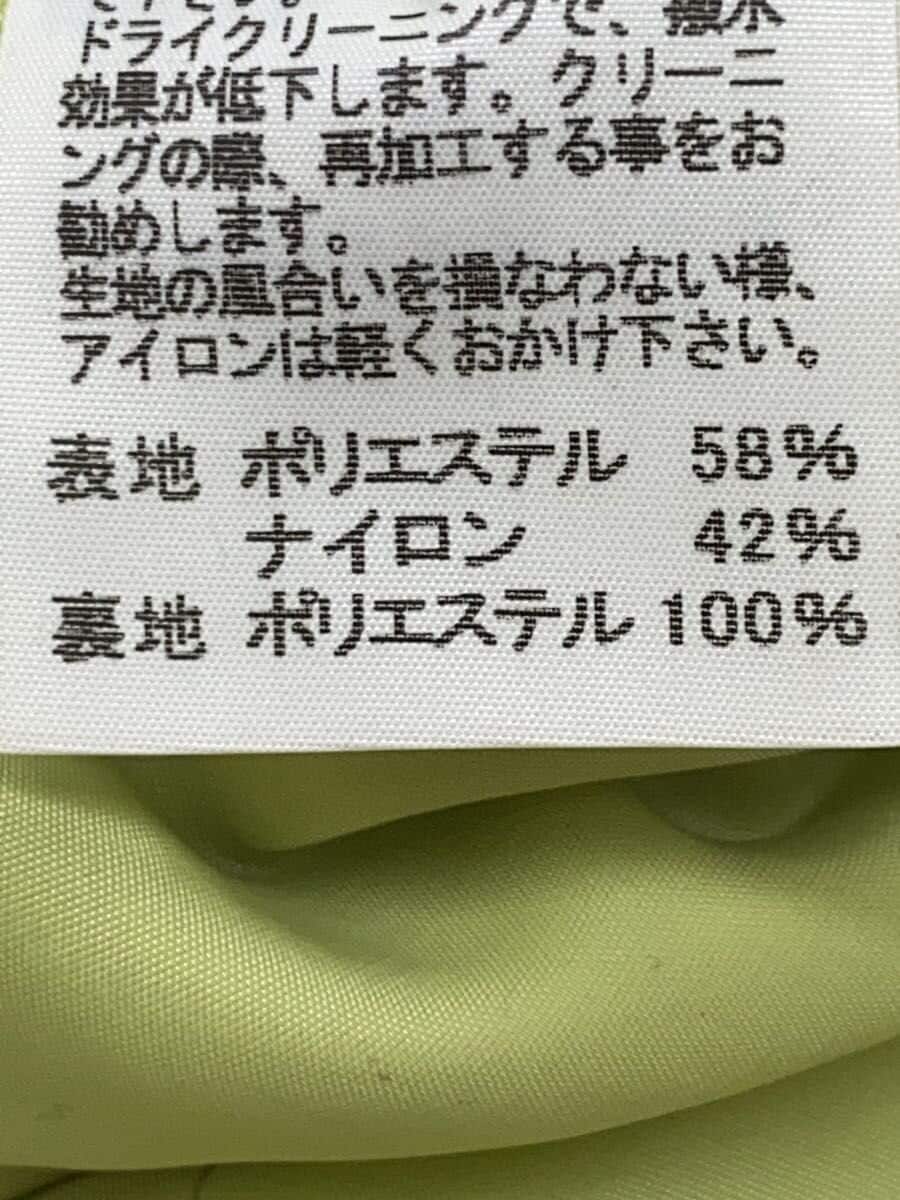 ドライクリーニングで、撥水
効果が低下します。クリーニ
ングの際、再加工する事をお
勧めします。
生地の風合いを損なわない様、
アイロンは軽くおかけ下さい。
表地 ポリエステル 58%
ナイロン 42%
裏地 ポリエステル 100%